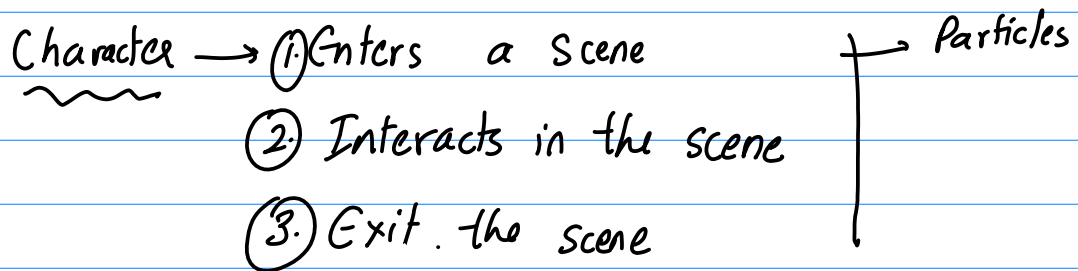 Character → ①. Enters a scene → Particles
②. Interacts in the scene
③. Exit. the scene